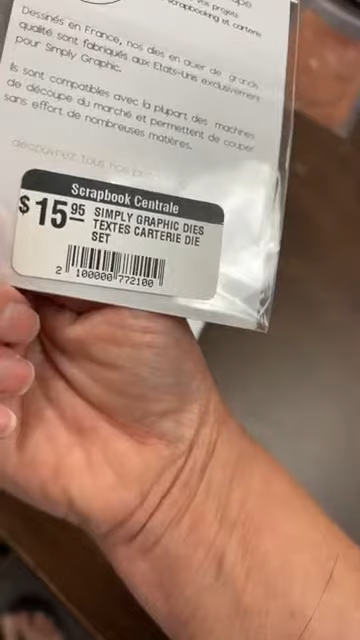 vos projets
scrapbooking et carterie
Dessinés en France, nos dies en acier de grande
qualité sont fabriqués aux Etats-Unis exclusivement
pour Simply Graphic.
Ils sont compatibles avec la plupart des machines
de découpe du marché et permettent de couper
sans effort de nombreuses matières.
découvrez tous nos
Scrapbook Centrale
$15.95 SIMPLY GRAPHIC DIES
TEXTES CARTERIE DIE
SET
2 100000 772100